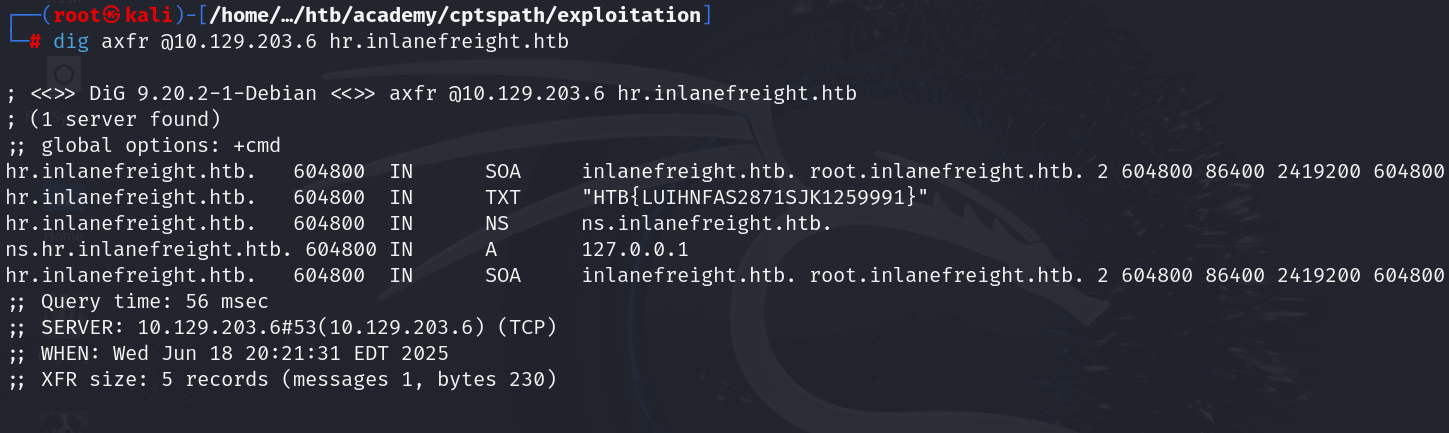 ┌──(root㉿kali)-[/home/…/htb/academy/cptspath/exploitation]
└─# dig axfr @10.129.203.6 hr.inlanefreight.htb
; <<>> DiG 9.20.2-1-Debian <<>> axfr @10.129.203.6 hr.inlanefreight.htb
; (1 server found)
;; global options: +cmd
hr.inlanefreight.htb. 604800 IN SOA inlanefreight.htb. root.inlanefreight.htb. 2 604800 86400 2419200 604800
hr.inlanefreight.htb. 604800 IN TXT "HTB{LUIHNFAS2871SJK1259991}"
hr.inlanefreight.htb. 604800 IN NS ns.inlanefreight.htb.
ns.hr.inlanefreight.htb. 604800 IN A 127.0.0.1
hr.inlanefreight.htb. 604800 IN SOA inlanefreight.htb. root.inlanefreight.htb. 2 604800 86400 2419200 604800
;; Query time: 56 msec
;; SERVER: 10.129.203.6#53(10.129.203.6) (TCP)
;; WHEN: Wed Jun 18 20:21:31 EDT 2025
;; XFR size: 5 records (messages 1, bytes 230)